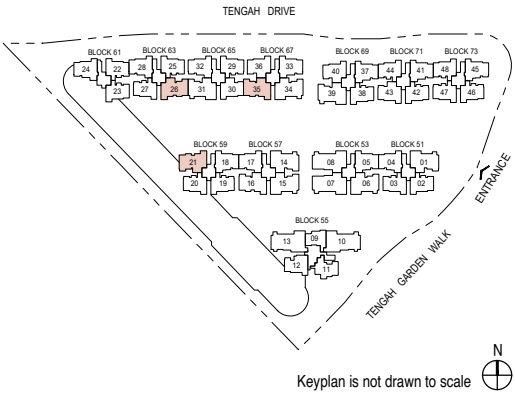 TENGAH DRIVE
BLOCK 61 BLOCK 63 BLOCK 65 BLOCK 67 BLOCK 69 BLOCK 71 BLOCK 73
24 22 28 25 32 29 36 33 40 37 44 41 48 45
23 27 26 31 30 35 34 39 38 43 42 47 46
BLOCK 59 BLOCK 57 BLOCK 53 BLOCK 51
21 18 17 14 08 05 04 01
20 19 16 15 07 06 03 02
ENTRANCE
BLOCK 55
13 09 10
12 11
TENGAH GARDEN WALK
N
Keyplan is not drawn to scale